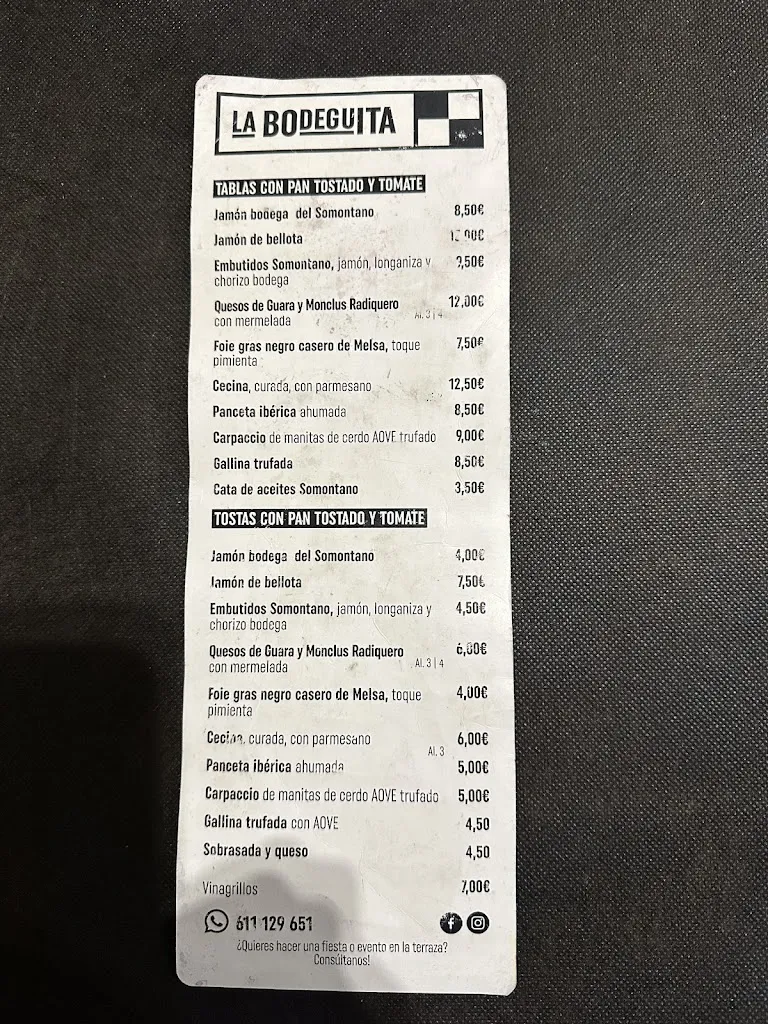 LA BODEGUITA
TABLAS CON PAN TOSTADO Y TOMATE
Jamón bodega del Somontano 8,50€
Jamón de bellota
Embutidos Somontano, jamón, longaniza y
chorizo bodega
Quesos de Guara y Monclus Radiquero 12,00€
con mermelada Al. 3 | 4
Foie gras negro casero de Melsa, toque 7,50€
pimienta
Cecina, curada, con parmesano 12,50€
Panceta ibérica ahumada 8,50€
Carpaccio de manitas de cerdo AOVE trufado 9,00€
Gallina trufada 8,50€
Cata de aceites Somontano 3,50€
TOSTAS CON PAN TOSTADO Y TOMATE
Jamón bodega del Somontano 4,00€
Jamón de bellota 7,50€
Embutidos Somontano, jamón, longaniza y 4,50€
chorizo bodega
Quesos de Guara y Monclus Radiquero 6,00€
con mermelada Al. 3 | 4
Foie gras negro casero de Melsa, toque 4,00€
pimienta
Cecina, curada, con parmesano 6,00€
Al. 3
Panceta ibérica ahumada 5,00€
Carpaccio de manitas de cerdo AOVE trufado 5,00€
Gallina trufada con AOVE 4,50
Sobrasada y queso 4,50
Vinagrillos 7,00€
611 129 651
¿Quieres hacer una fiesta o evento en la terraza?
Consúltanos!